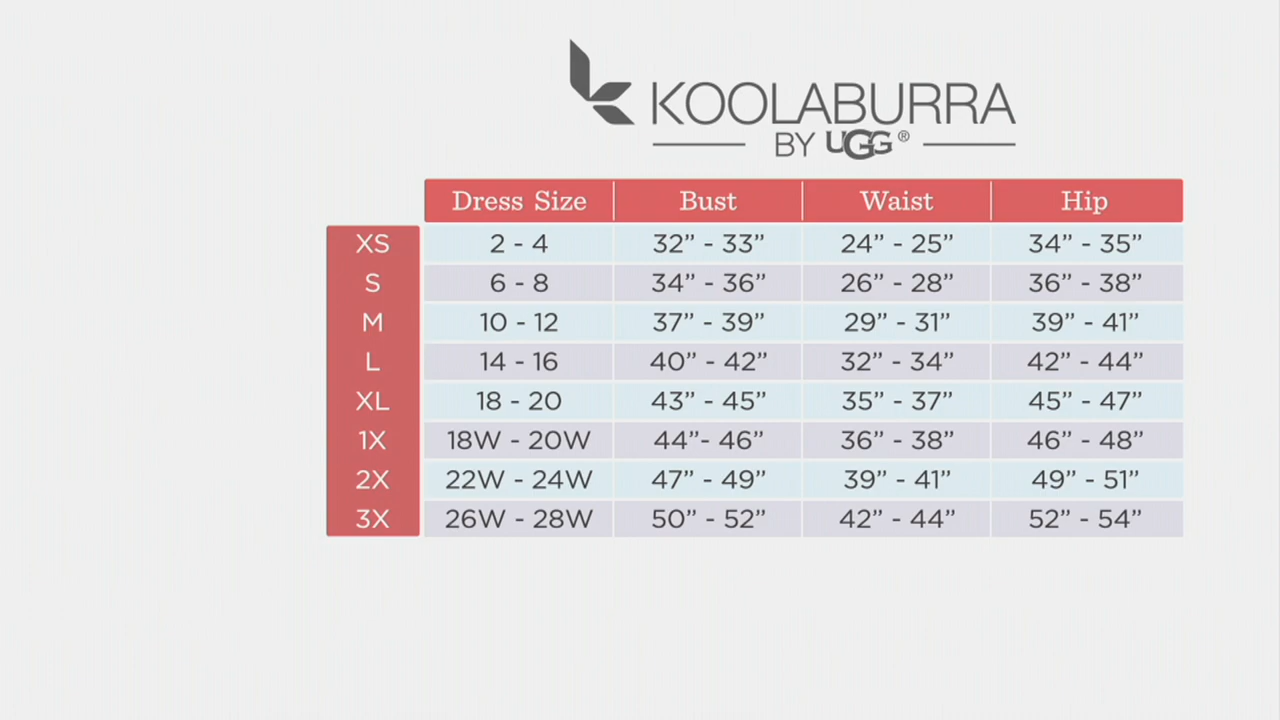 KOOLABURRA
BY UGG®
Dress Size Bust Waist Hip
XS 2 - 4 32” - 33” 24” - 25” 34” - 35”
S 6 - 8 34” - 36” 26” - 28” 36” - 38”
M 10 - 12 37” - 39” 29” - 31” 39” - 41”
L 14 - 16 40” - 42” 32” - 34” 42” - 44”
XL 18 - 20 43” - 45” 35” - 37” 45” - 47”
1X 18W - 20W 44”- 46” 36” - 38” 46” - 48”
2X 22W - 24W 47” - 49” 39” - 41” 49” - 51”
3X 26W - 28W 50” - 52” 42” - 44” 52” - 54”